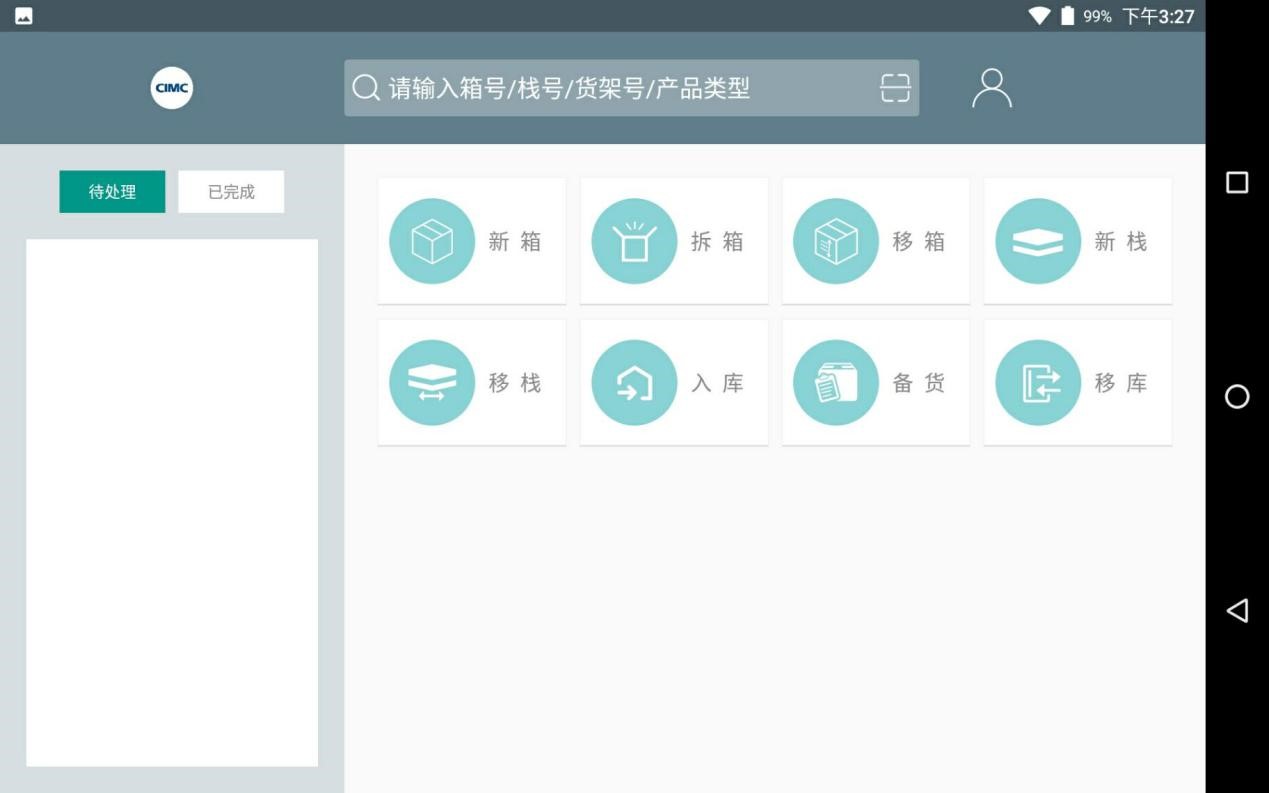 99% 下午3:27
CIMC
请输入箱号/栈号/货架号/产品类型
待处理 已完成
新箱 拆箱 移箱 新栈
移栈 入库 备货 移库